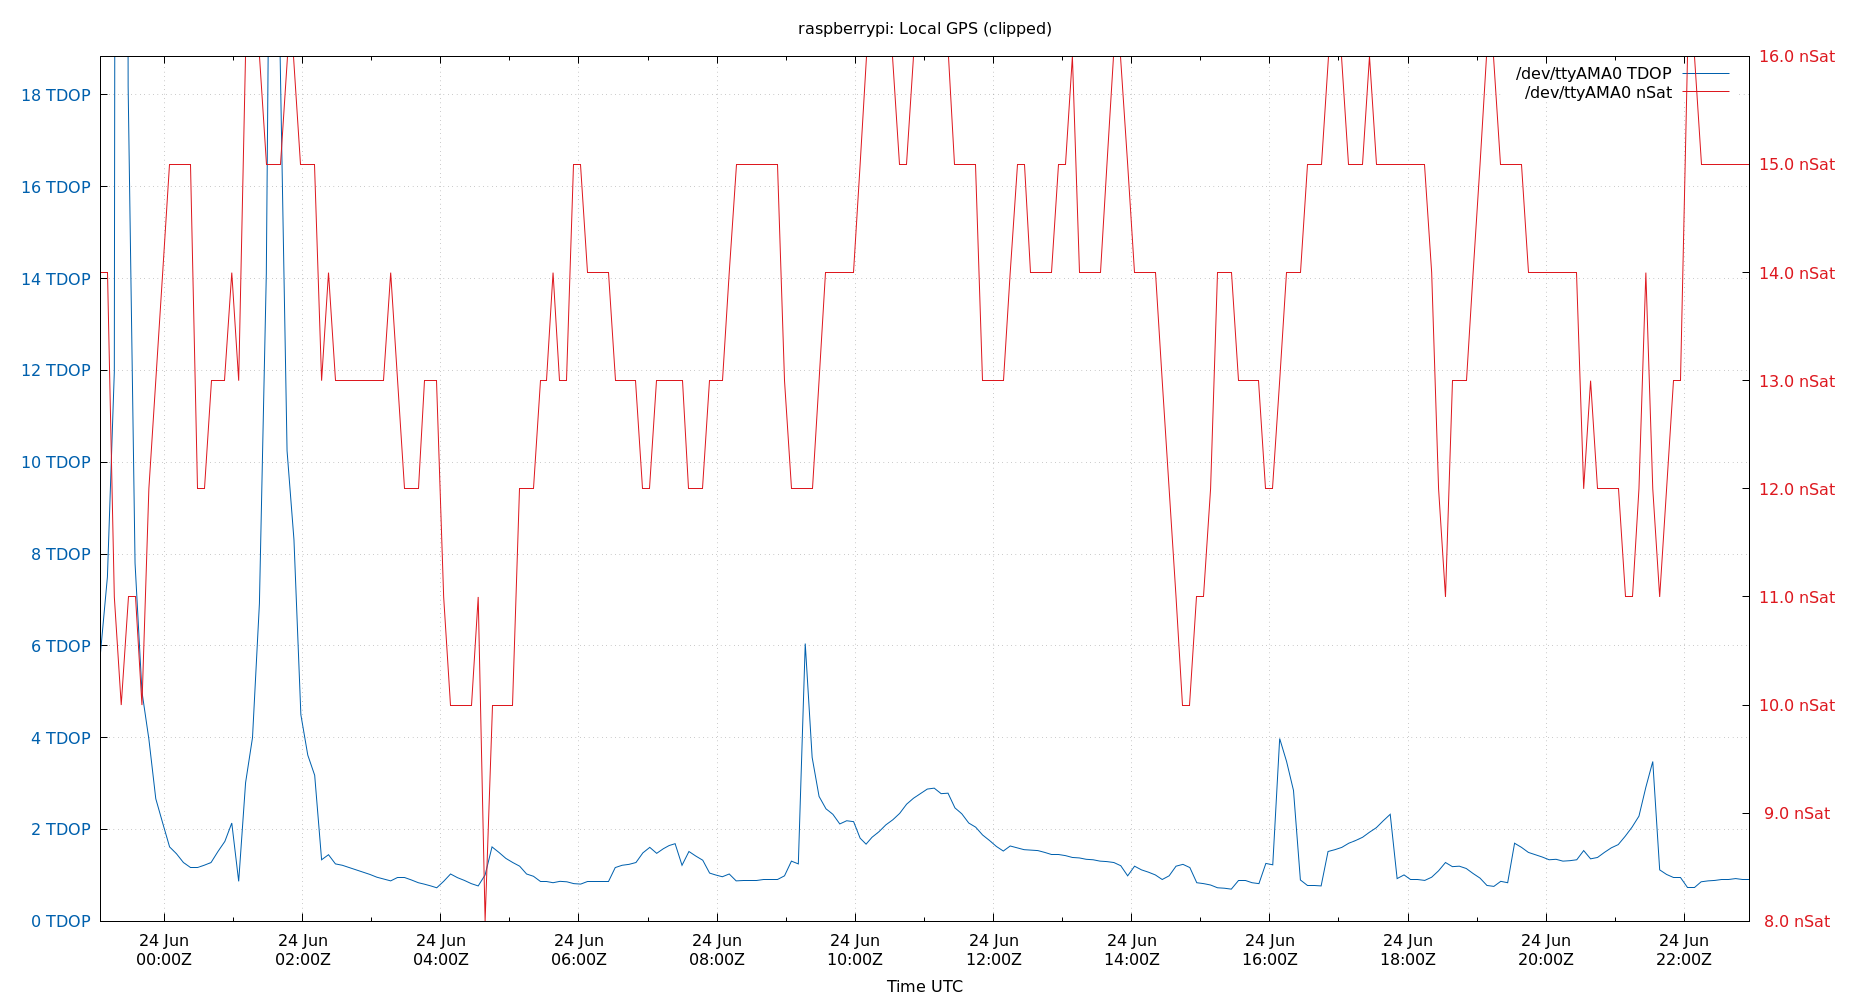 raspberrypi: Local GPS (clipped)
/dev/ttyAMA0 TDOP
/dev/ttyAMA0 nSat
18 TDOP
16 TDOP
14 TDOP
12 TDOP
10 TDOP
8 TDOP
6 TDOP
4 TDOP
2 TDOP
0 TDOP
16.0 nSat
15.0 nSat
14.0 nSat
13.0 nSat
12.0 nSat
11.0 nSat
10.0 nSat
9.0 nSat
8.0 nSat
24 Jun
00:00Z
24 Jun
02:00Z
24 Jun
04:00Z
24 Jun
06:00Z
24 Jun
08:00Z
24 Jun
10:00Z
24 Jun
12:00Z
24 Jun
14:00Z
24 Jun
16:00Z
24 Jun
18:00Z
24 Jun
20:00Z
24 Jun
22:00Z
Time UTC